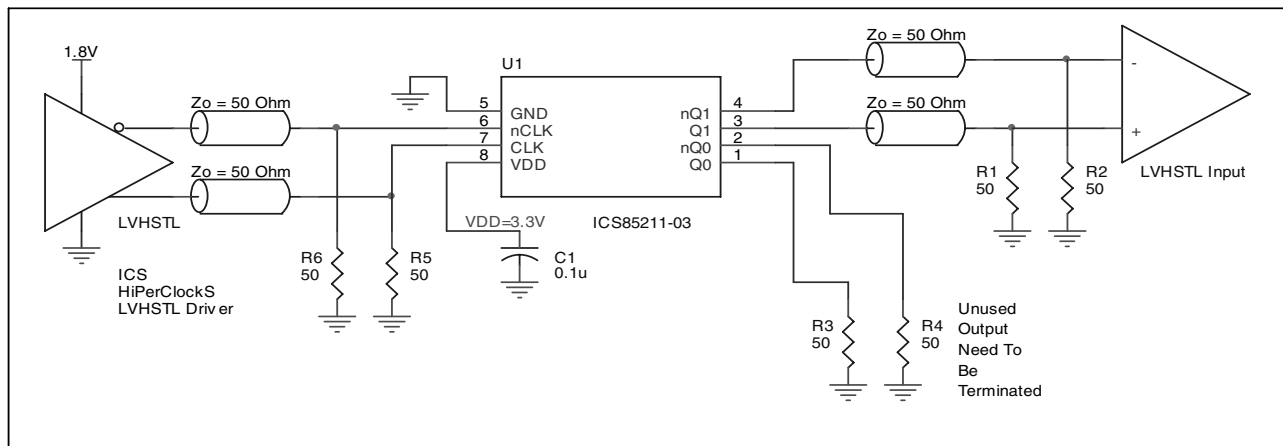 1.8V
Zo = 50 Ohm
Zo = 50 Ohm
LVHSTL
ICS
HiPerClockS
LVHSTL Driver
R6
50
R5
50
VDD=3.3V
C1
0.1u
U1
5
6
7
8
GND
nCLK
CLK
VDD
nQ1
Q1
nQ0
Q0
4
3
2
1
ICS85211-03
Zo = 50 Ohm
Zo = 50 Ohm
-
+
LVHSTL Input
R1
50
R2
50
R3
50
R4
50
Unused
Output
Need To
Be
Terminated